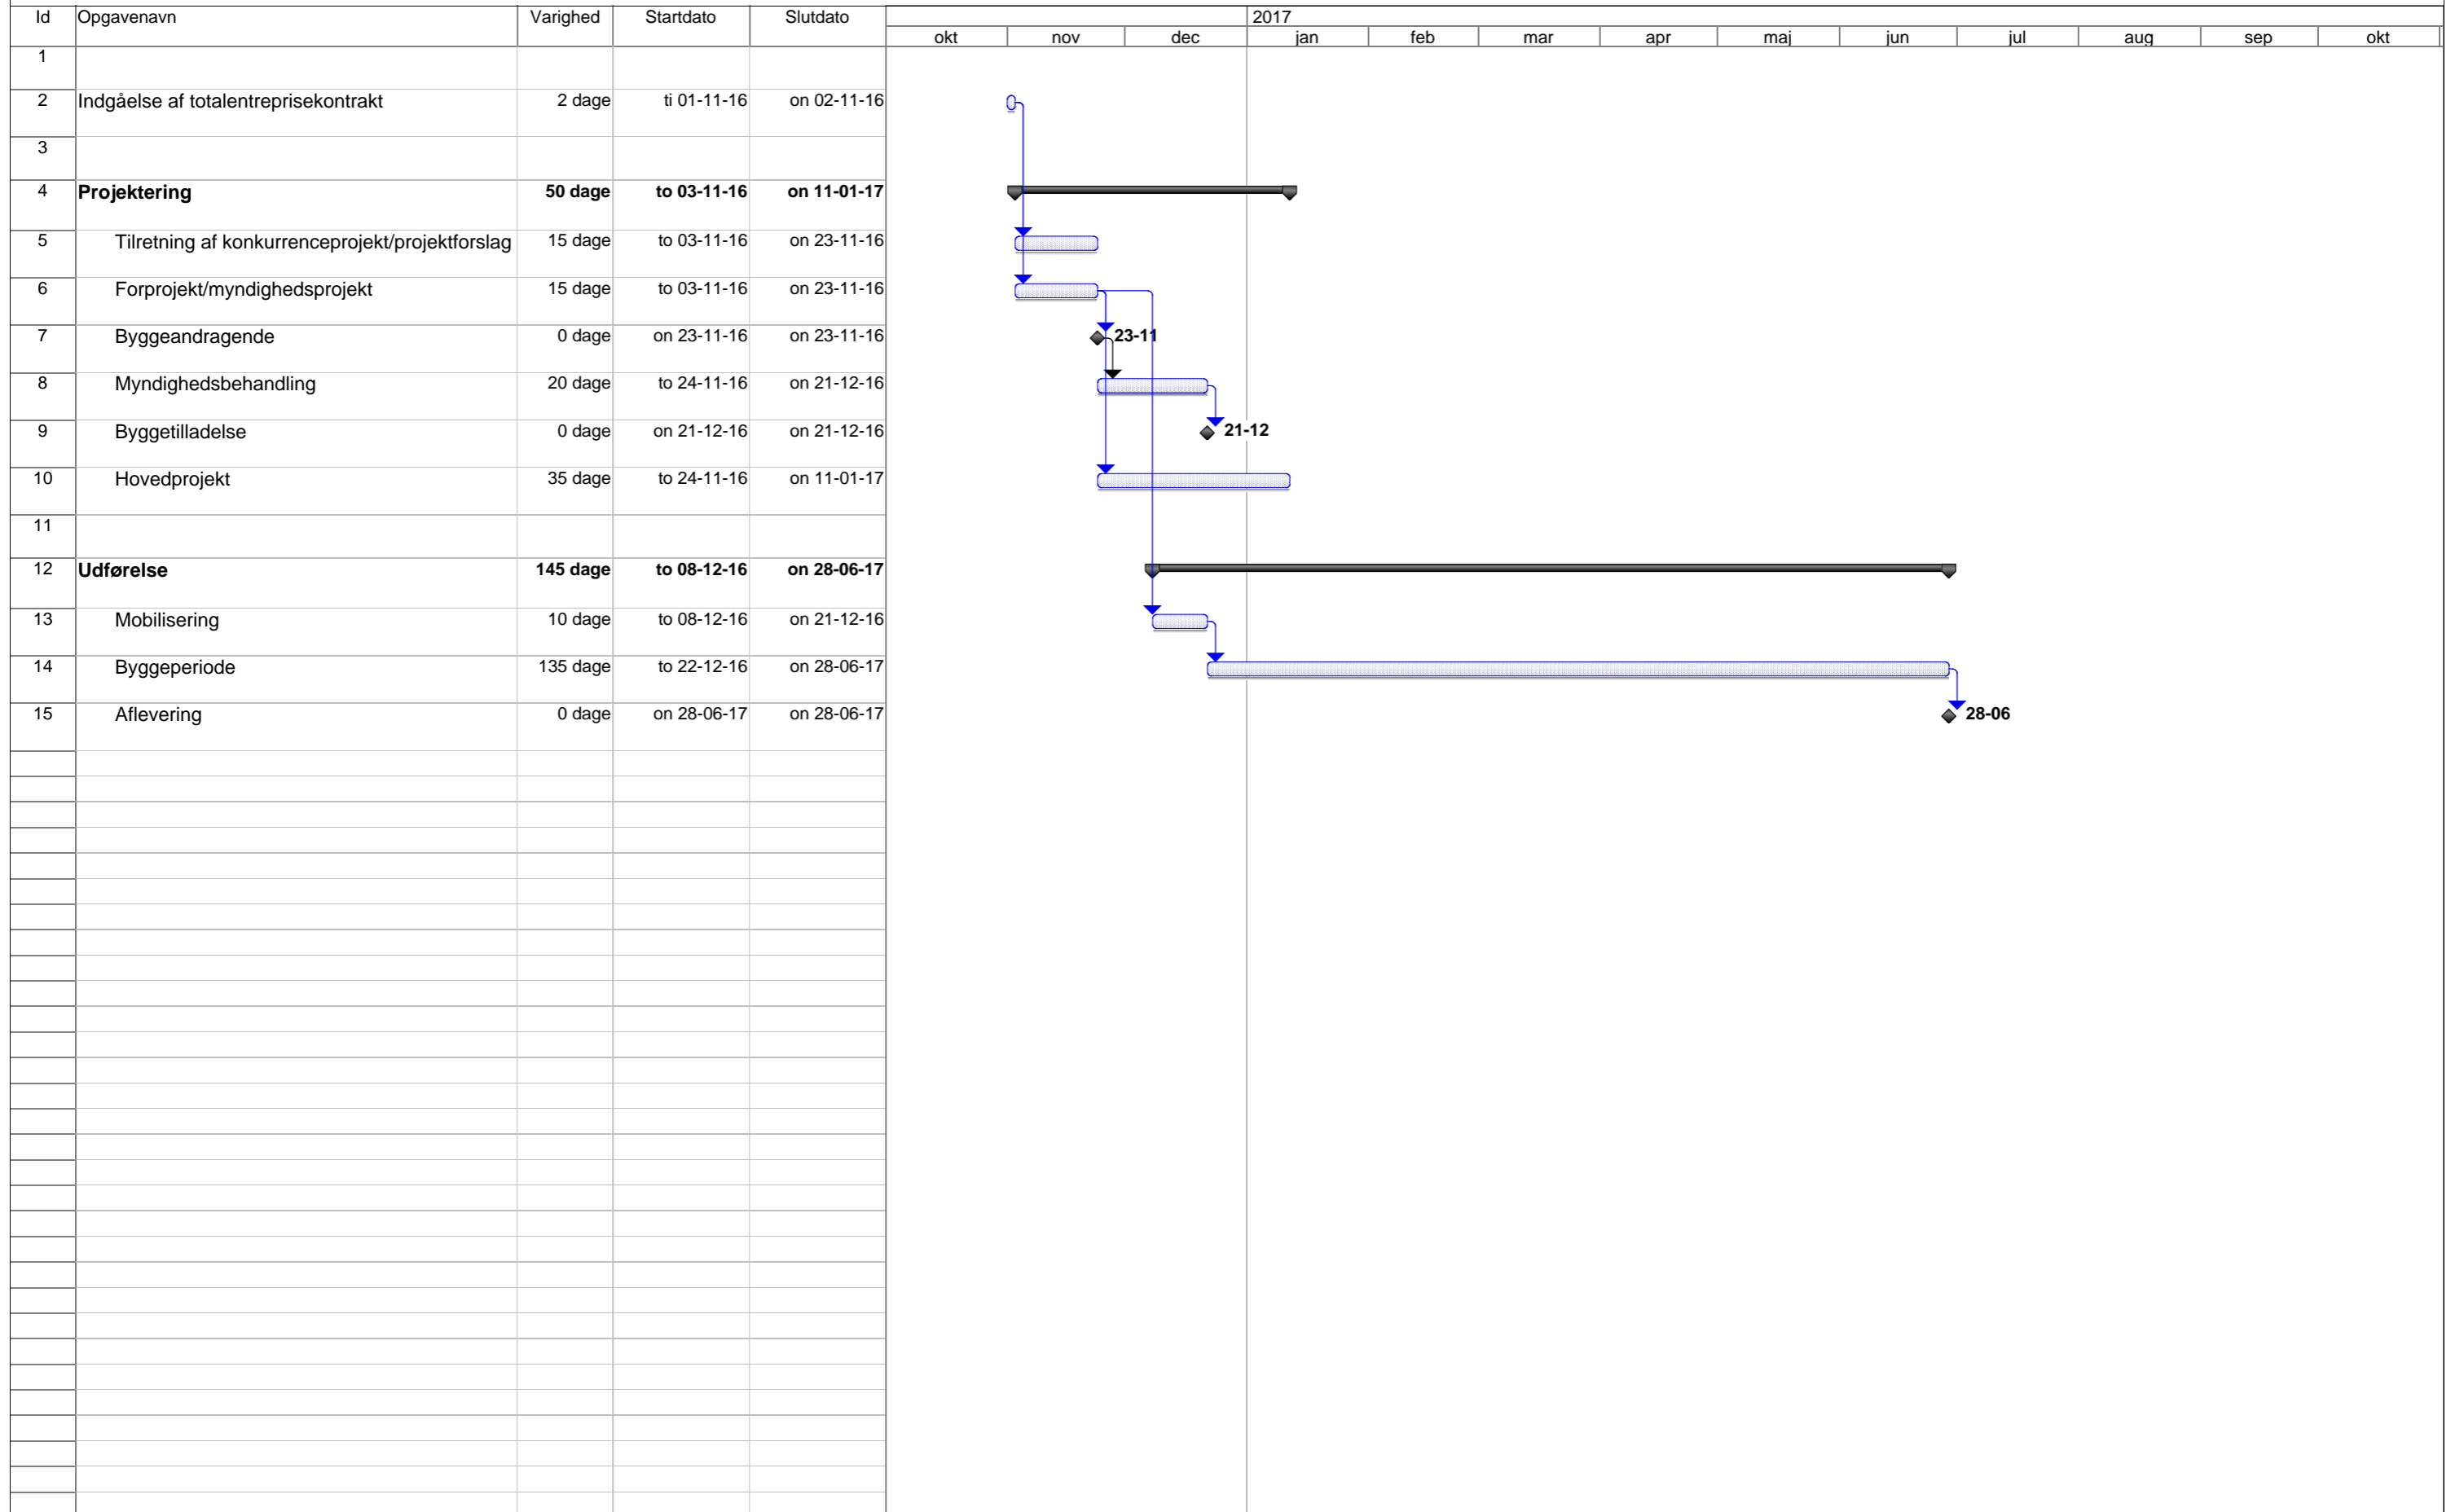 Id Opgavenavn Varighed Startdato Slutdato 2017
okt nov dec jan feb mar apr maj jun jul aug sep okt
1
2 Indgåelse af totalentreprisekontrakt 2 dage ti 01-11-16 on 02-11-16
3
4 Projektering 50 dage to 03-11-16 on 11-01-17
5 Tilretning af konkurrenceprojekt/projektforslag 15 dage to 03-11-16 on 23-11-16
6 Forprojekt/myndighedsprojekt 15 dage to 03-11-16 on 23-11-16
7 Byggeandragende 0 dage on 23-11-16 on 23-11-16 23-11
8 Myndighedsbehandling 20 dage to 24-11-16 on 21-12-16
9 Byggetilladelse 0 dage on 21-12-16 on 21-12-16 21-12
10 Hovedprojekt 35 dage to 24-11-16 on 11-01-17
11
12 Udførelse 145 dage to 08-12-16 on 28-06-17
13 Mobilisering 10 dage to 08-12-16 on 21-12-16
14 Byggeperiode 135 dage to 22-12-16 on 28-06-17
15 Aflevering 0 dage on 28-06-17 on 28-06-17 28-06